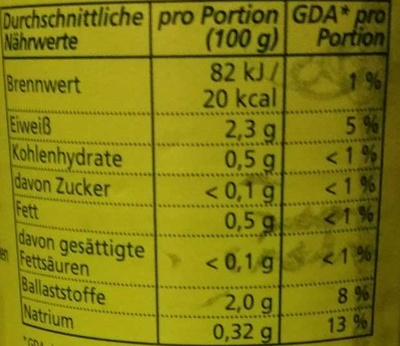 Durchschnittliche pro Portion GDA* pro
Nährwerte (100 g) Portion
Brennwert 82 kJ / 1 %
20 kcal
Eiweiß 2,3 g 5 %
Kohlenhydrate 0,5 g < 1 %
davon Zucker < 0,1 g < 1 %
Fett 0,5 g < 1 %
davon gesättigte < 0,1 g < 1 %
Fettsäuren
Ballaststoffe 2,0 g 8 %
Natrium 0,32 g 13 %